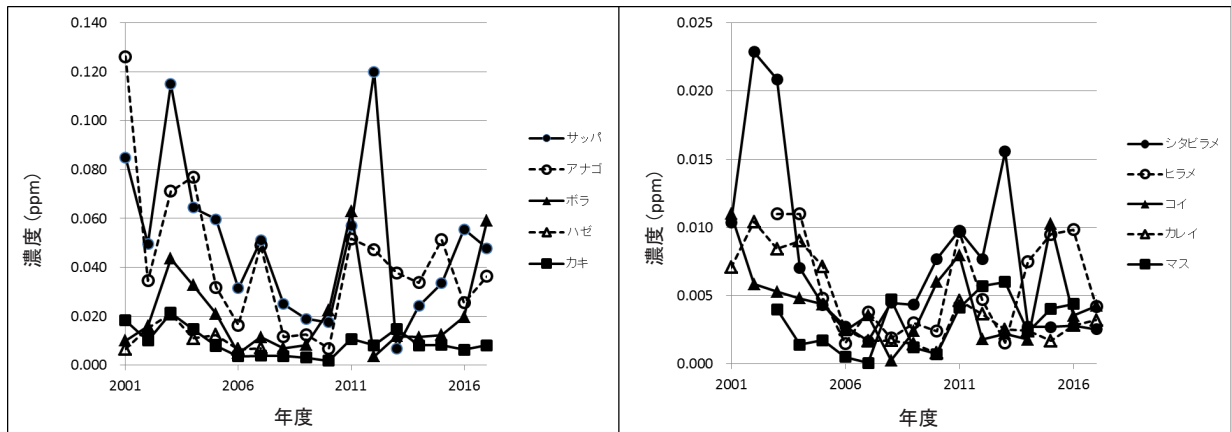 0.140
0.120
0.100
0.080
0.060
0.040
0.020
0.000
濃度 (ppm)
2001 2006 2011 2016
年度
サッパ
アナゴ
ボラ
ハゼ
カキ
0.025
0.020
0.015
0.010
0.005
0.000
濃度 (ppm)
2001 2006 2011 2016
年度
シタビラメ
ヒラメ
コイ
カレイ
マス